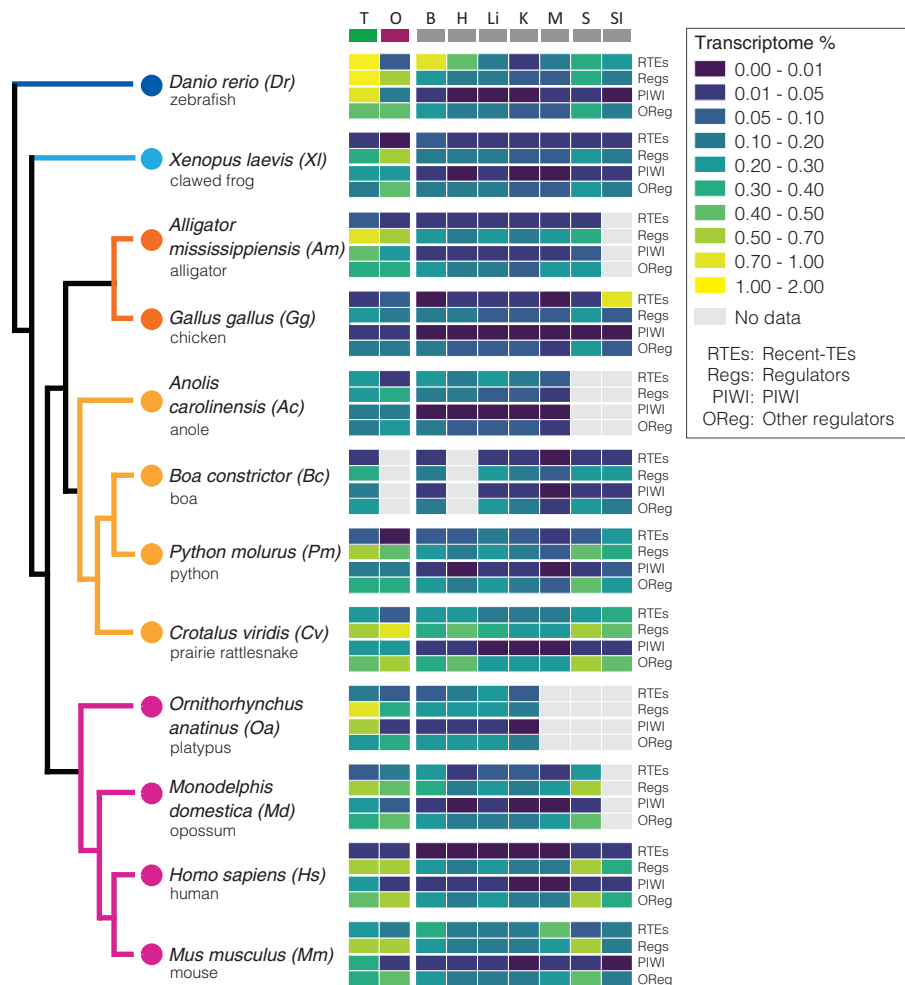 T O B H Li K M S Sl
Danio rerio (Dr)
zebrafish
RTEs
Regs
PIWI
OReg
Xenopus laevis (Xl)
clawed frog
RTEs
Regs
PIWI
OReg
Alligator
mississippiensis (Am)
alligator
RTEs
Regs
PIWI
OReg
Gallus gallus (Gg)
chicken
RTEs
Regs
PIWI
OReg
Anolis
carolinensis (Ac)
anole
RTEs
Regs
PIWI
OReg
Boa constrictor (Bc)
boa
RTEs
Regs
PIWI
OReg
Python molurus (Pm)
python
RTEs
Regs
PIWI
OReg
Crotalus viridis (Cv)
prairie rattlesnake
RTEs
Regs
PIWI
OReg
Ornithorhynchus
anatinus (Oa)
platypus
RTEs
Regs
PIWI
OReg
Monodelphis
domestica (Md)
opossum
RTEs
Regs
PIWI
OReg
Homo sapiens (Hs)
human
RTEs
Regs
PIWI
OReg
Mus musculus (Mm)
mouse
RTEs
Regs
PIWI
OReg
Transcriptome %
0.00 - 0.01
0.01 - 0.05
0.05 - 0.10
0.10 - 0.20
0.20 - 0.30
0.30 - 0.40
0.40 - 0.50
0.50 - 0.70
0.70 - 1.00
1.00 - 2.00
No data
RTEs: Recent-TEs
Regs: Regulators
PIWI: PIWI
OReg: Other regulators